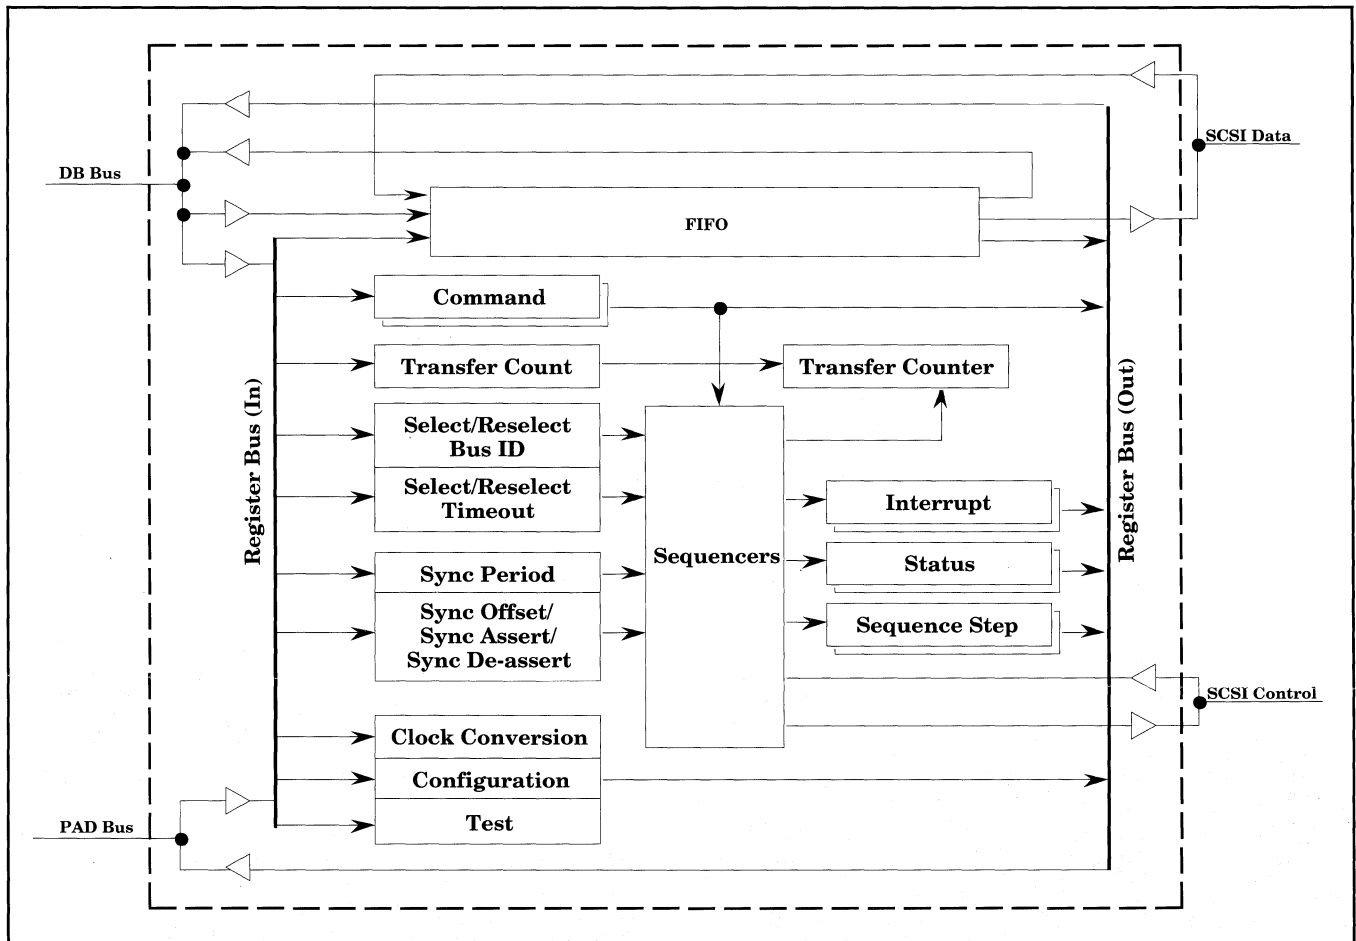 SCSI Data
DB Bus
FIFO
Command
Transfer Count
Transfer Counter
Register Bus (In)
Register Bus (Out)
Select/Reselect
Bus ID
Select/Reselect
Timeout
Interrupt
Sequencers
Status
Sync Period
Sync Offset/
Sync Assert/
Sync De-assert
Sequence Step
SCSI Control
Clock Conversion
Configuration
Test
PAD Bus